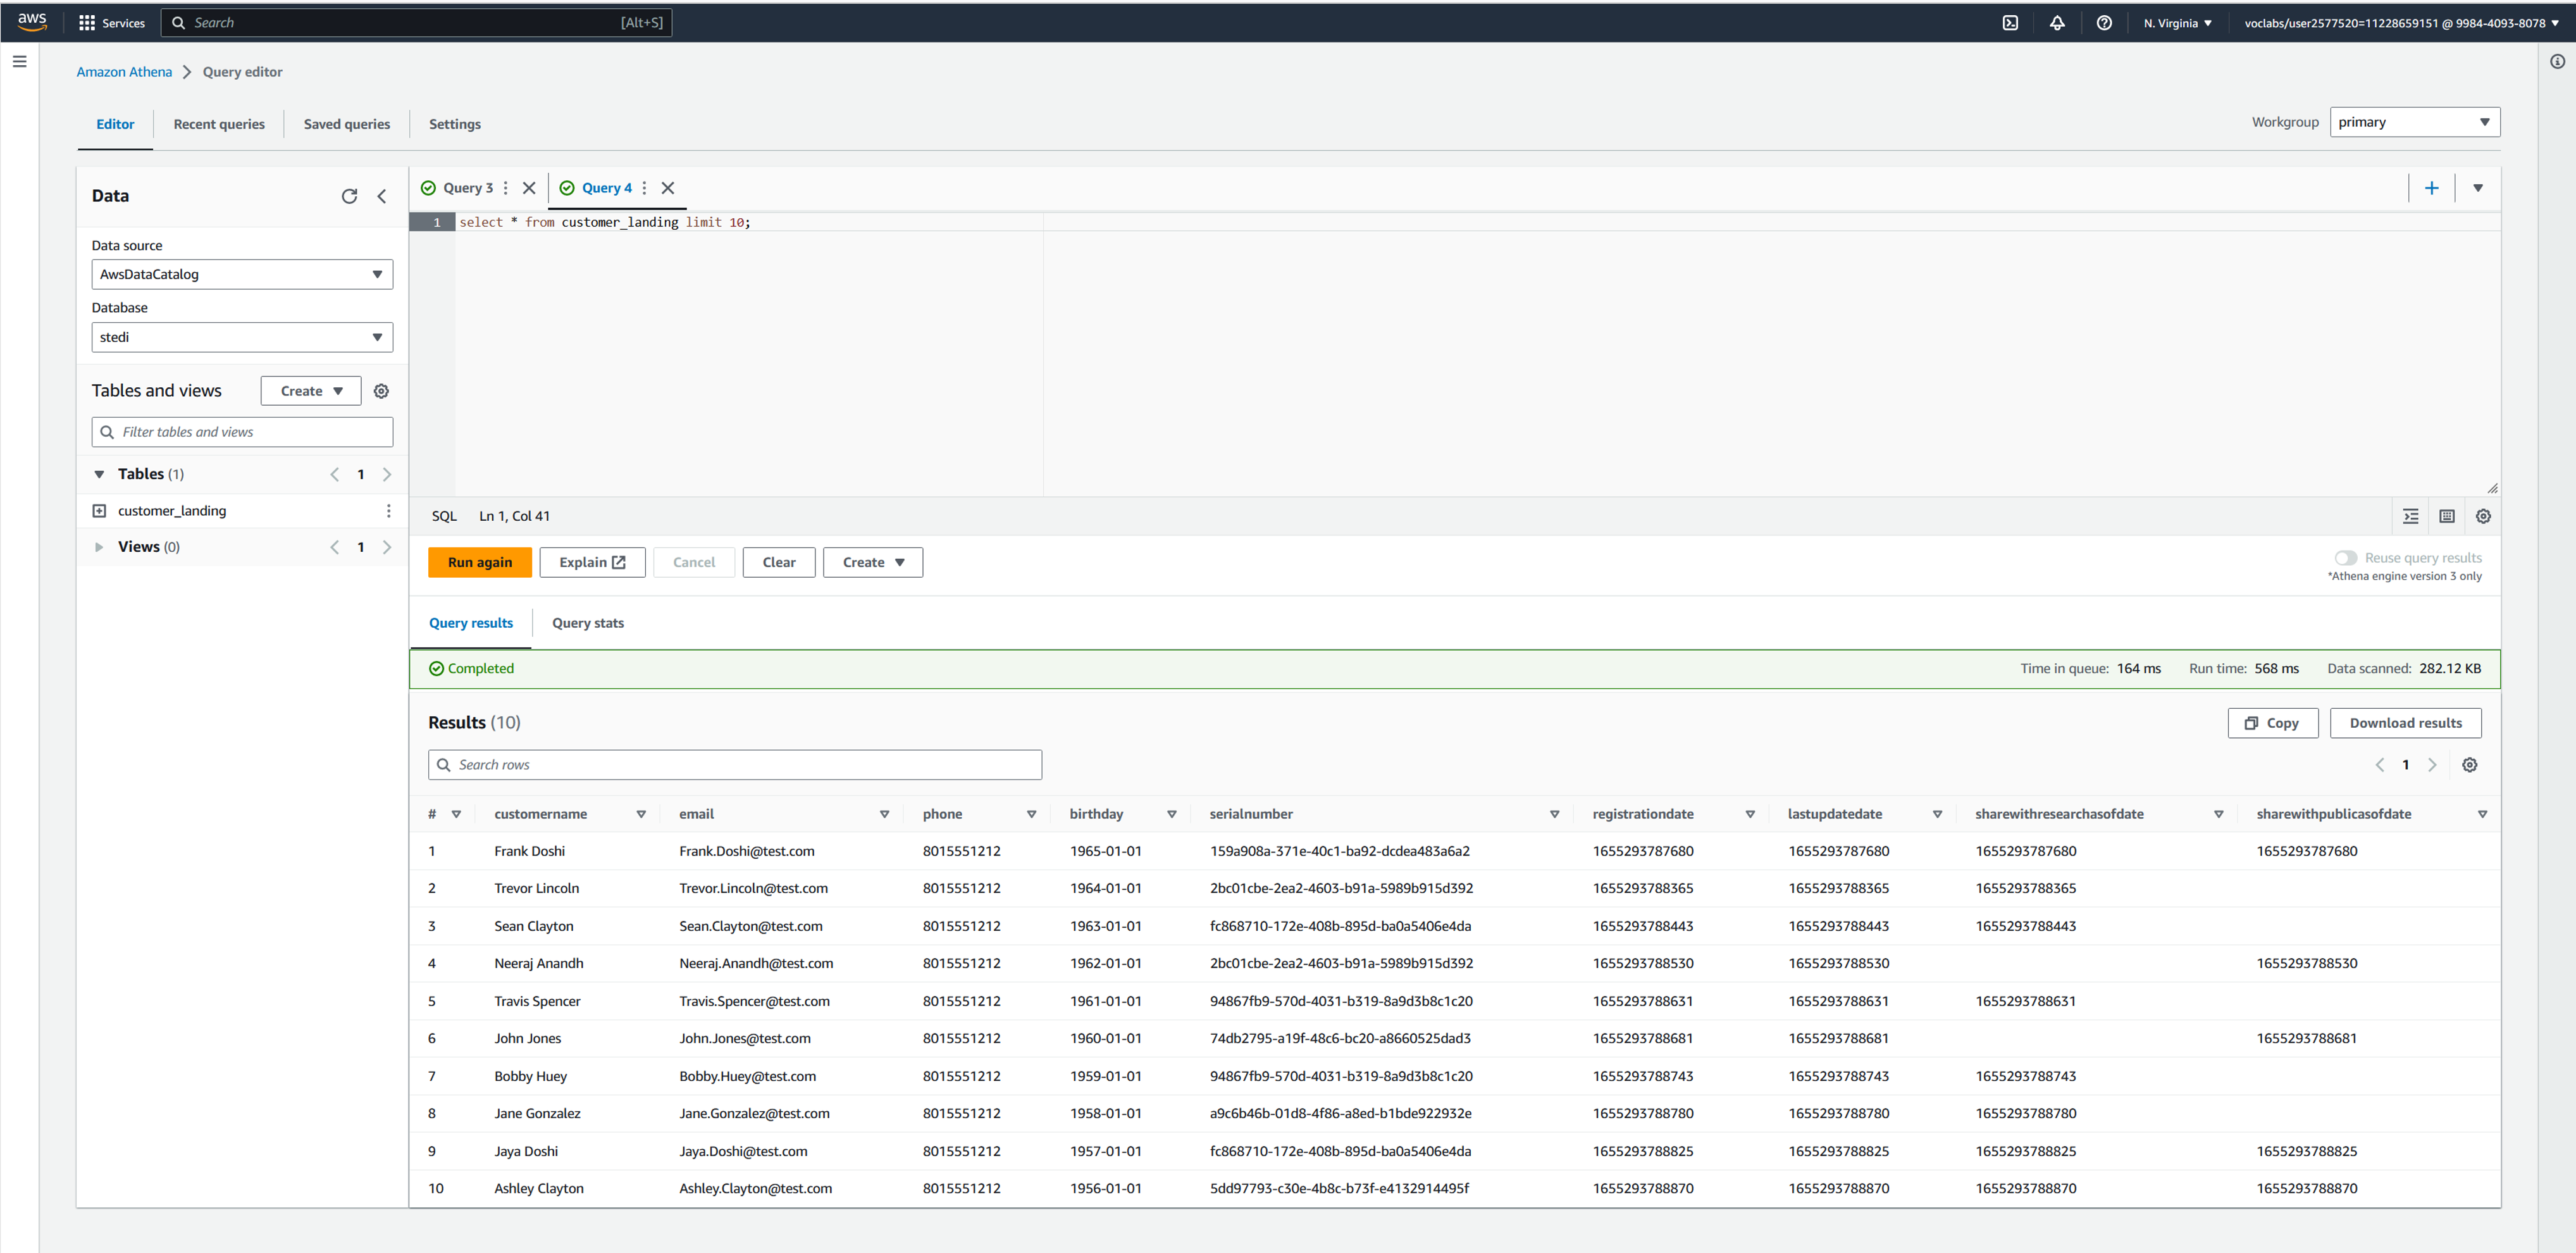 aws Services Search [Alt+S] N. Virginia voclabs/user2577520=11228659151 @ 9984-4093-8078
Amazon Athena Query editor
Editor Recent queries Saved queries Settings Workgroup primary
Data
Data source
AwsDataCatalog
Database
stedi
Tables and views Create
Filter tables and views
Tables (1) 1
customer_landing
Views (0) 1
Query 3 Query 4
1 select * from customer_landing limit 10;
SQL Ln 1, Col 41
Run again Explain Cancel Clear Create Reuse query results
*Athena engine version 3 only
Query results Query stats
Completed Time in queue: 164 ms Run time: 568 ms Data scanned: 282.12 KB
Results (10) Copy Download results
Search rows 1
# customername email phone birthday serialnumber registrationdate lastupdatedate sharewithresearchasofdate sharewithpublicasofdate
1 Frank Doshi Frank.Doshi@test.com 8015551212 1965-01-01 159a908a-371e-40c1-ba92-dcdea483a6a2 1655293787680 1655293787680 1655293787680 1655293787680
2 Trevor Lincoln Trevor.Lincoln@test.com 8015551212 1964-01-01 2bc01cbe-2ea2-4603-b91a-5989b915d392 1655293788365 1655293788365 1655293788365
3 Sean Clayton Sean.Clayton@test.com 8015551212 1963-01-01 fc868710-172e-408b-895d-ba0a5406e4da 1655293788443 1655293788443 1655293788443
4 Neeraj Anandh Neeraj.Anandh@test.com 8015551212 1962-01-01 2bc01cbe-2ea2-4603-b91a-5989b915d392 1655293788530 1655293788530 1655293788530
5 Travis Spencer Travis.Spencer@test.com 8015551212 1961-01-01 94867fb9-570d-4031-b319-8a9d3b8c1c20 1655293788631 1655293788631 1655293788631
6 John Jones John.Jones@test.com 8015551212 1960-01-01 74db2795-a19f-48c6-bc20-a8660525dad3 1655293788681 1655293788681 1655293788681
7 Bobby Huey Bobby.Huey@test.com 8015551212 1959-01-01 94867fb9-570d-4031-b319-8a9d3b8c1c20 1655293788743 1655293788743 1655293788743
8 Jane Gonzalez Jane.Gonzalez@test.com 8015551212 1958-01-01 a9c6b46b-01d8-4f86-a8ed-b1bde922932e 1655293788780 1655293788780 1655293788780
9 Jaya Doshi Jaya.Doshi@test.com 8015551212 1957-01-01 fc868710-172e-408b-895d-ba0a5406e4da 1655293788825 1655293788825 1655293788825 1655293788825
10 Ashley Clayton Ashley.Clayton@test.com 8015551212 1956-01-01 5dd97793-c30e-4b8c-b73f-e4132914495f 1655293788870 1655293788870 1655293788870 1655293788870